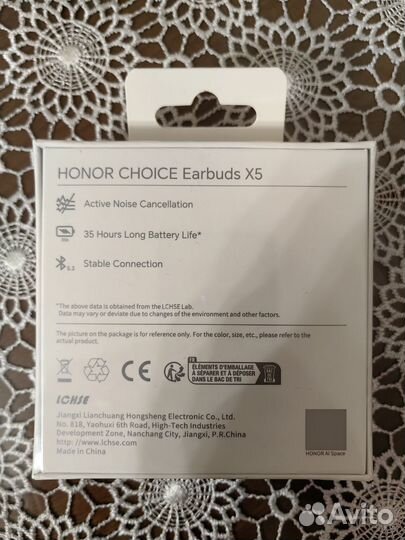 HONOR CHOICE Earbuds X5
Active Noise Cancellation
35 Hours Long Battery Life*
5.3
Stable Connection
*The above data is obtained from the LCHSE Lab.
Data may vary or deviate due to changes of the environment and other factors.
The picture on the package is for reference only. For the color, size, etc., please refer to the
actual product.
CE
FR
ÉLÉMENTS D'EMBALLAGE
À SÉPARER ET À DÉPOSER
DANS LE BAC DE TRI
LCHSE
Jiangxi Lianchuang Hongsheng Electronic Co., Ltd.
No. 818, Yaohuxi 6th Road, High-Tech Industries
Development Zone, Nanchang City, Jiangxi, P.R.China
http://www.lchse.com
Made in China
HONOR AI Space
Avito